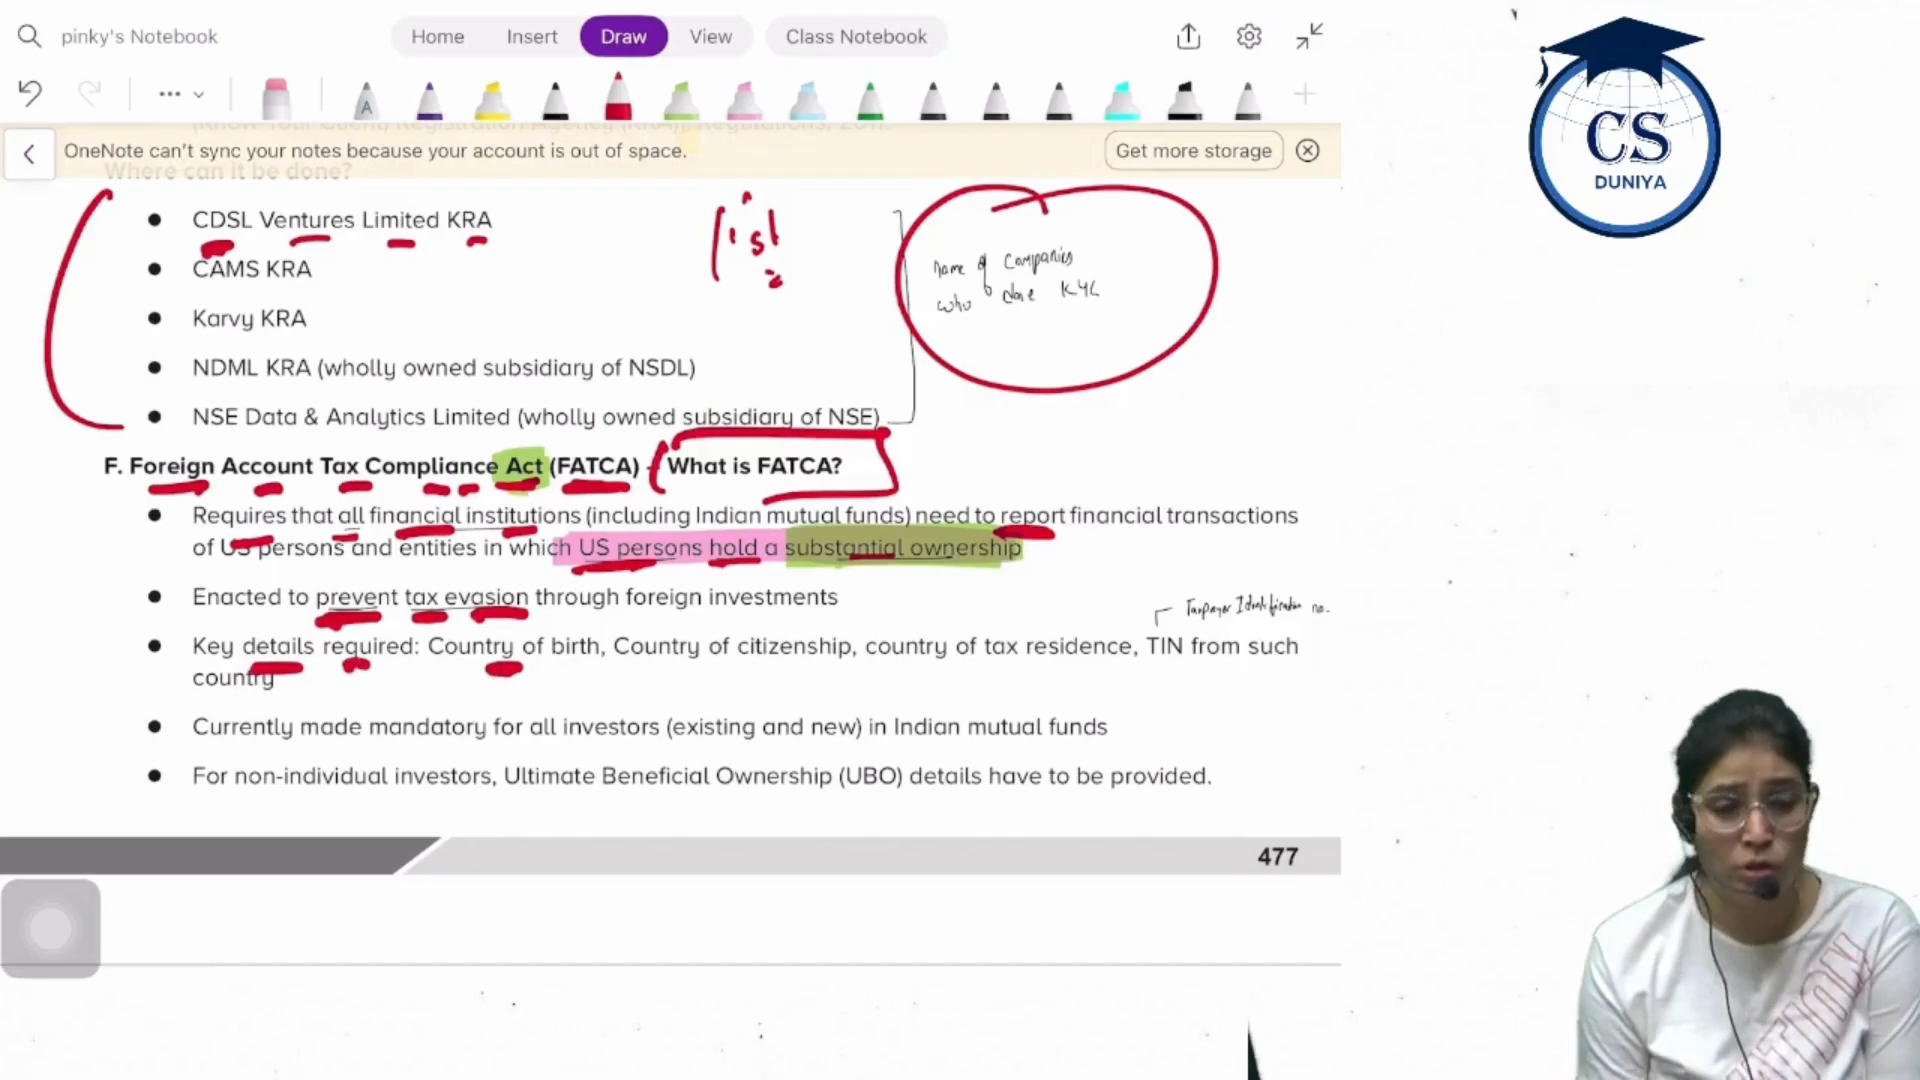 pinky's Notebook
Home
Insert
Draw
View
Class Notebook
A
OneNote can't sync your notes because your account is out of space.
Get more storage
Where can it be done?
CDSL Ventures Limited KRA
CAMS KRA
Karvy KRA
NDML KRA (wholly owned subsidiary of NSDL)
NSE Data & Analytics Limited (wholly owned subsidiary of NSE)
list
name of Companies
who done KYC
F. Foreign Account Tax Compliance Act (FATCA) - What is FATCA?
Requires that all financial institutions (including Indian mutual funds) need to report financial transactions
of US persons and entities in which US persons hold a substantial ownership
Enacted to prevent tax evasion through foreign investments
Taxpayer Identification no.
Key details required: Country of birth, Country of citizenship, country of tax residence, TIN from such
country
Currently made mandatory for all investors (existing and new) in Indian mutual funds
For non-individual investors, Ultimate Beneficial Ownership (UBO) details have to be provided.
477
CS
DUNIYA